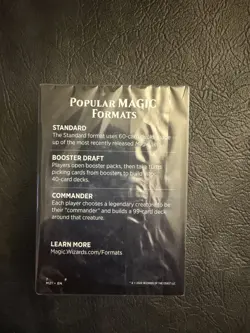 POPULAR MAGIC
FORMATS
STANDARD
The Standard format uses 60-card
up of the most recently released Magic
BOOSTER DRAFT
Players open booster packs, then take turns
picking cards from boosters to build
40-card decks.
COMMANDER
Each player chooses a legendary creature to be
their "commander" and builds a 99-card deck
around that creature.
LEARN MORE
Magic.Wizards.com/Formats
EN